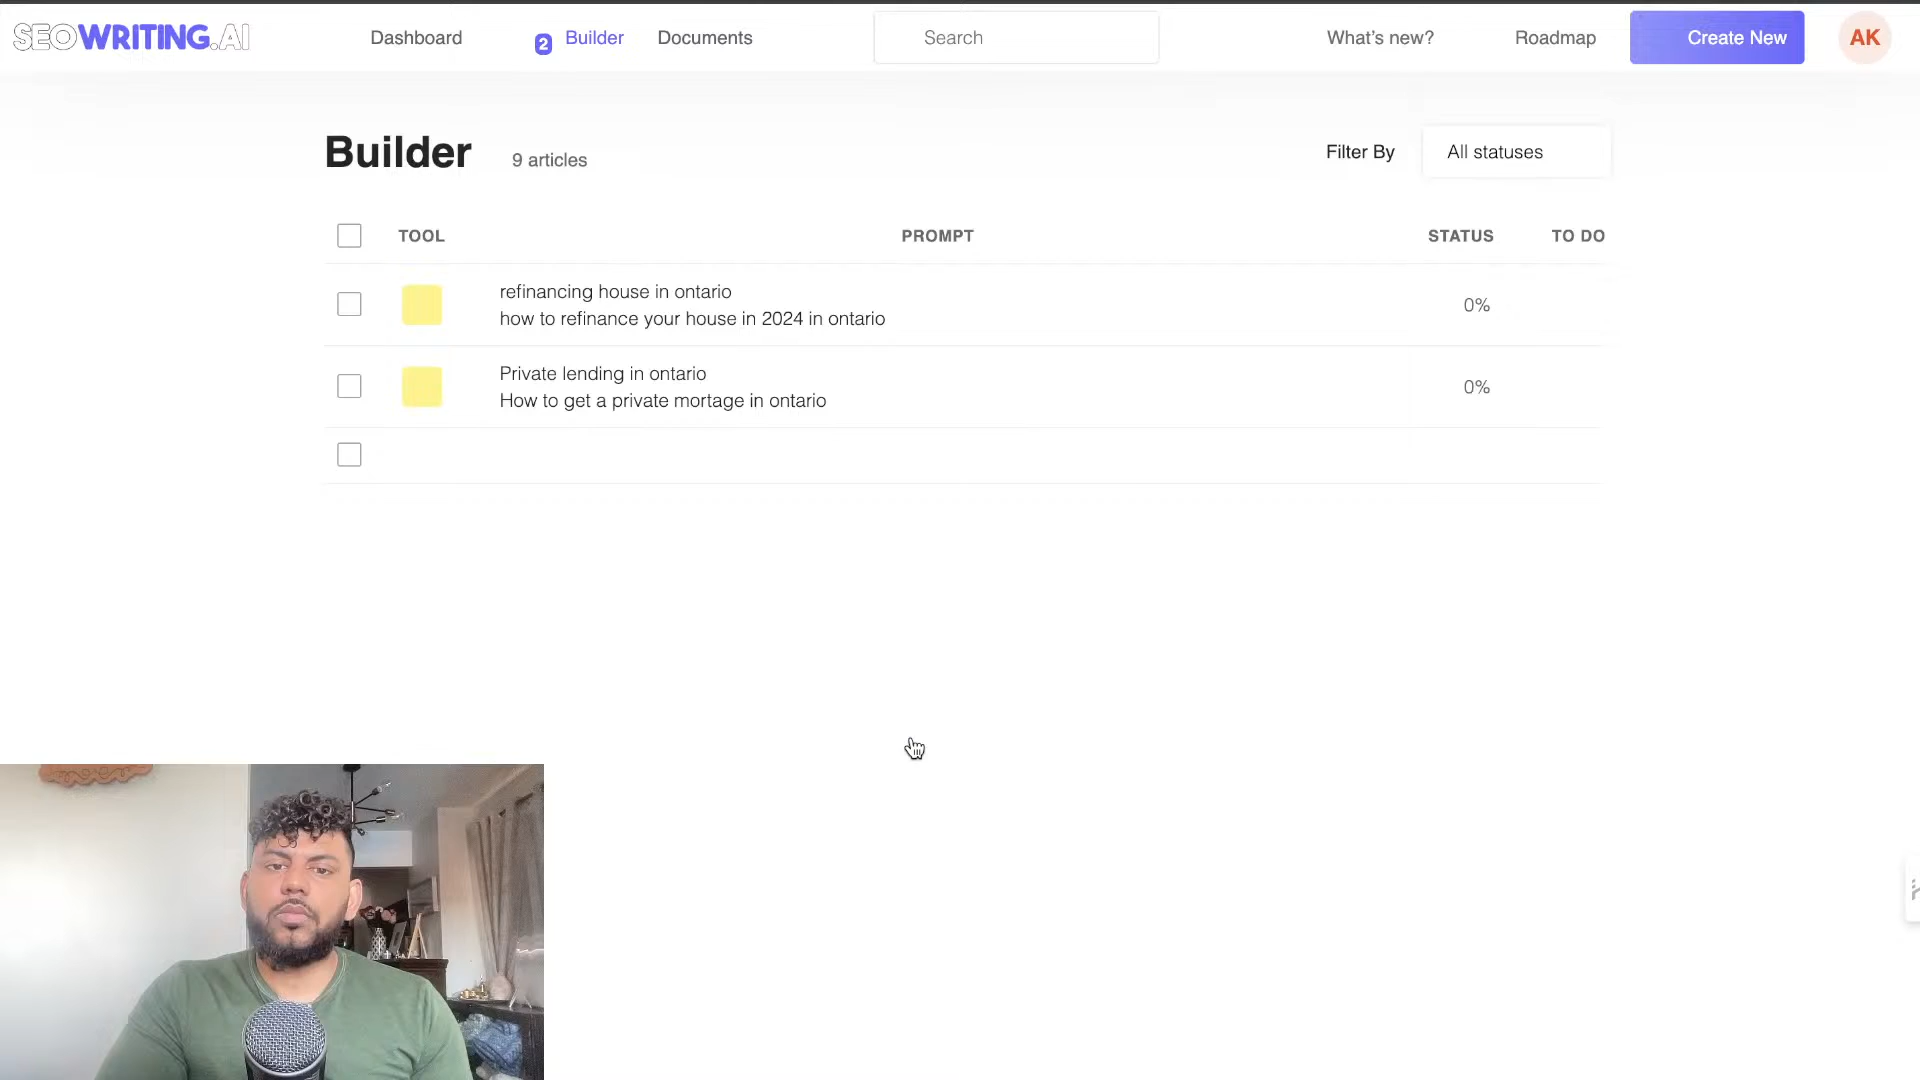 SEOWRITING.AI
Dashboard
2 Builder
Documents
Search
What's new?
Roadmap
Create New
AK
Builder
9 articles
Filter By
All statuses
TOOL
PROMPT
STATUS
TO DO
refinancing house in ontario
how to refinance your house in 2024 in ontario
0%
Private lending in ontario
How to get a private mortage in ontario
0%